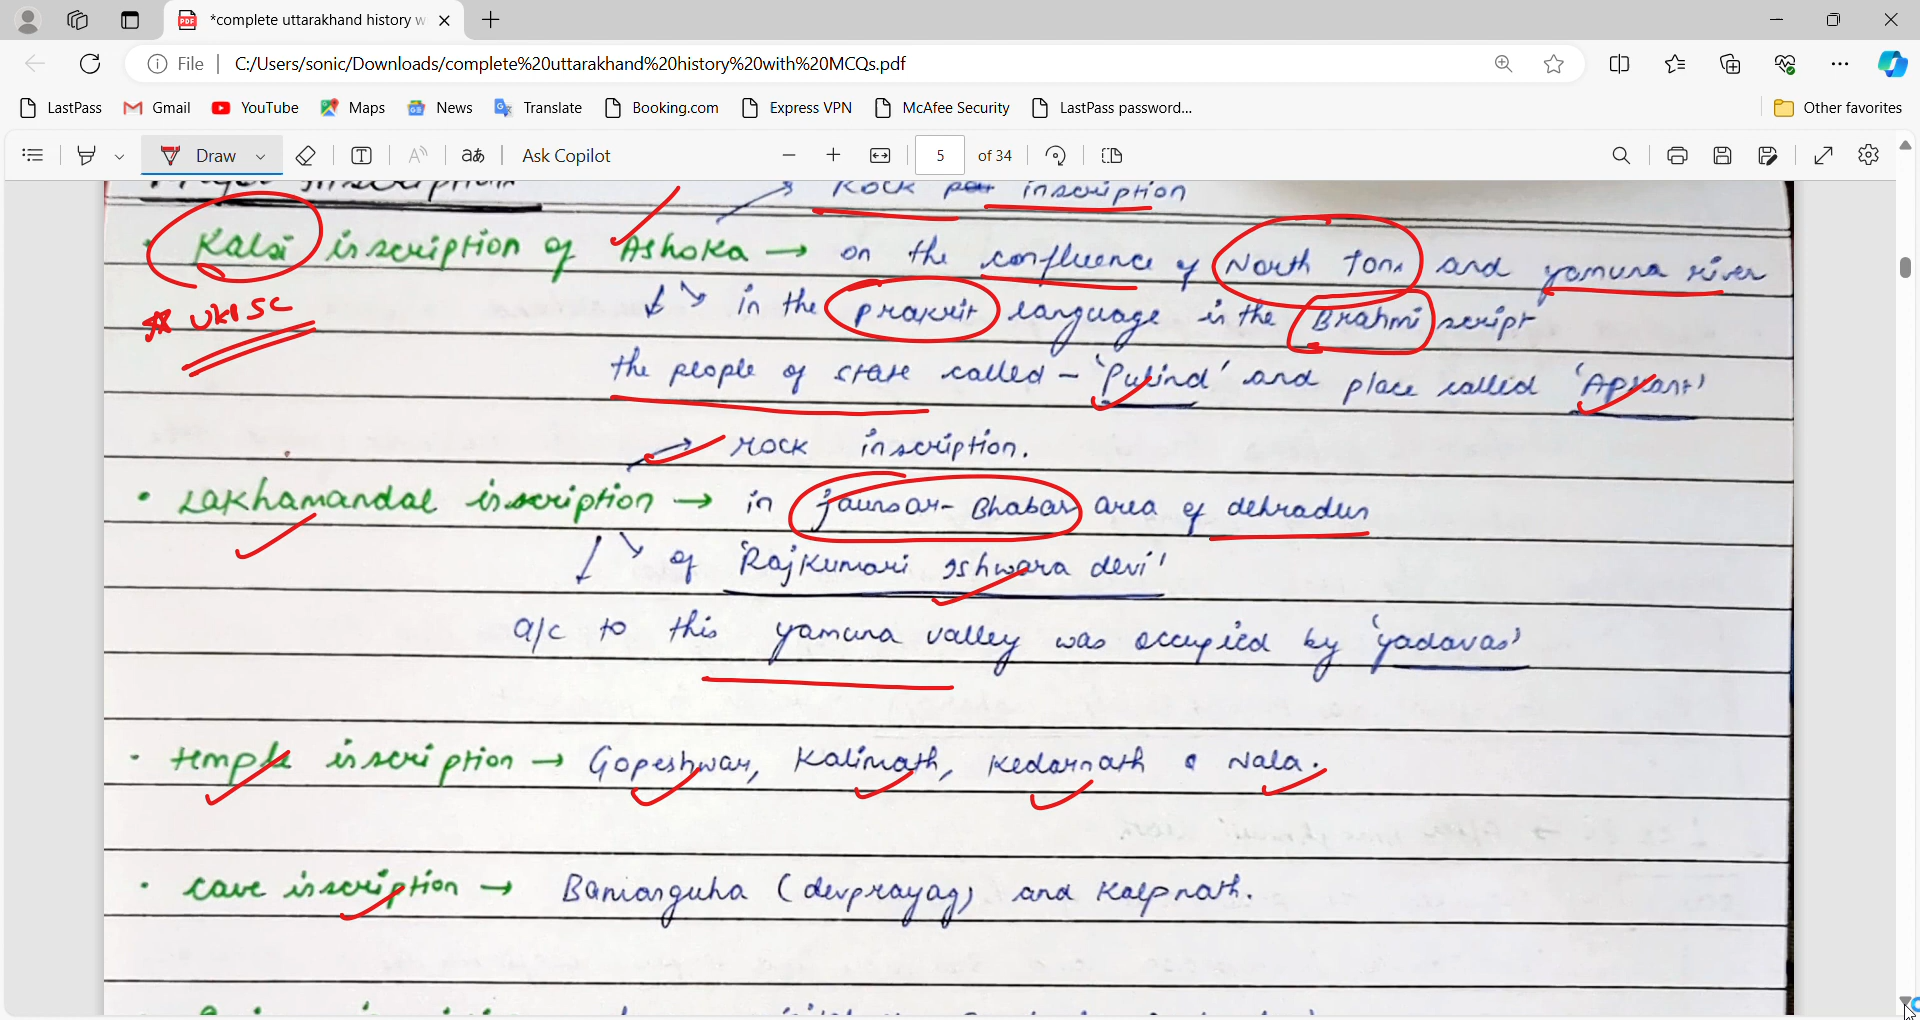 *complete uttarakhand history w
File
C:/Users/sonic/Downloads/complete%20uttarakhand%20history%20with%20MCQs.pdf
LastPass Gmail YouTube Maps News Translate Booking.com Express VPN McAfee Security LastPass password... Other favorites
Draw Ask Copilot 5 of 34
Rock inscription
• Kalsi inscription of Ashoka → on the confluence of North Tons and yamuna river
in the prakrit language in the Brahmi script
** UKPSC
the people of state called - 'Pulind' and place called 'Aprant'
→ rock inscription.
• Lakhamandal inscription → in jaunsar-Bhabar area of dehradun
of 'Rajkumari Ishwara devi'
a/c to this yamuna valley was occupied by 'yadavas'
• temple inscription → Gopeshwar, Kalimath, Kedarnath & Nala.
• cave inscription → Bamanguha (devprayag) and Kalpnath.